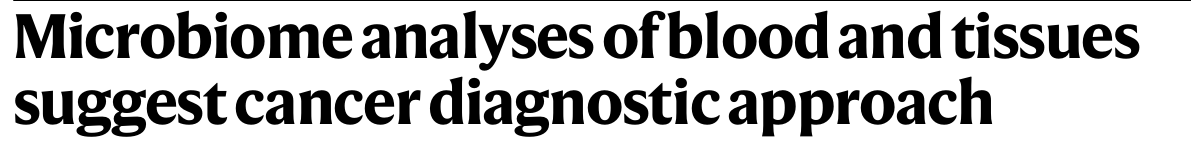 Microbiome analyses of blood and tissues
suggest cancer diagnostic approach